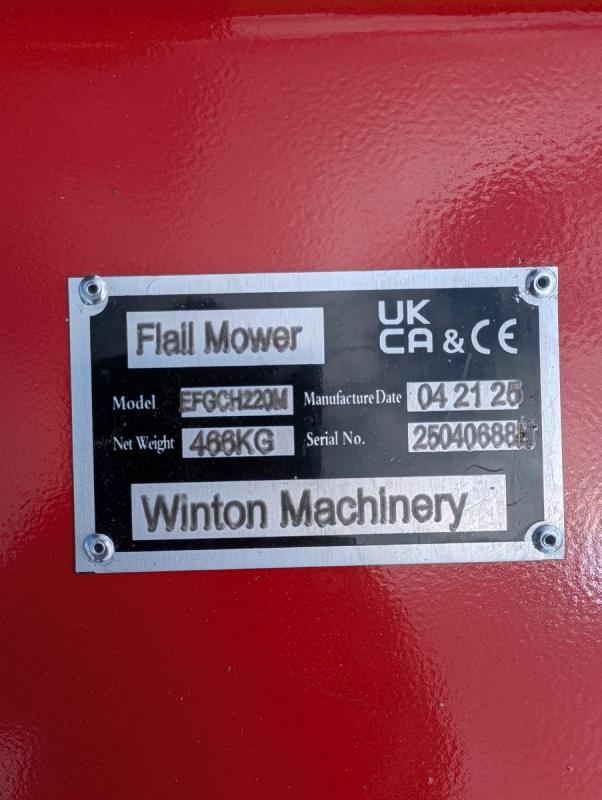 Flail Mower
UK
CA & CE
Model EFGCH220M Manufacture Date 04 21 25
Net Weight 466KG Serial No.
Winton Machinery